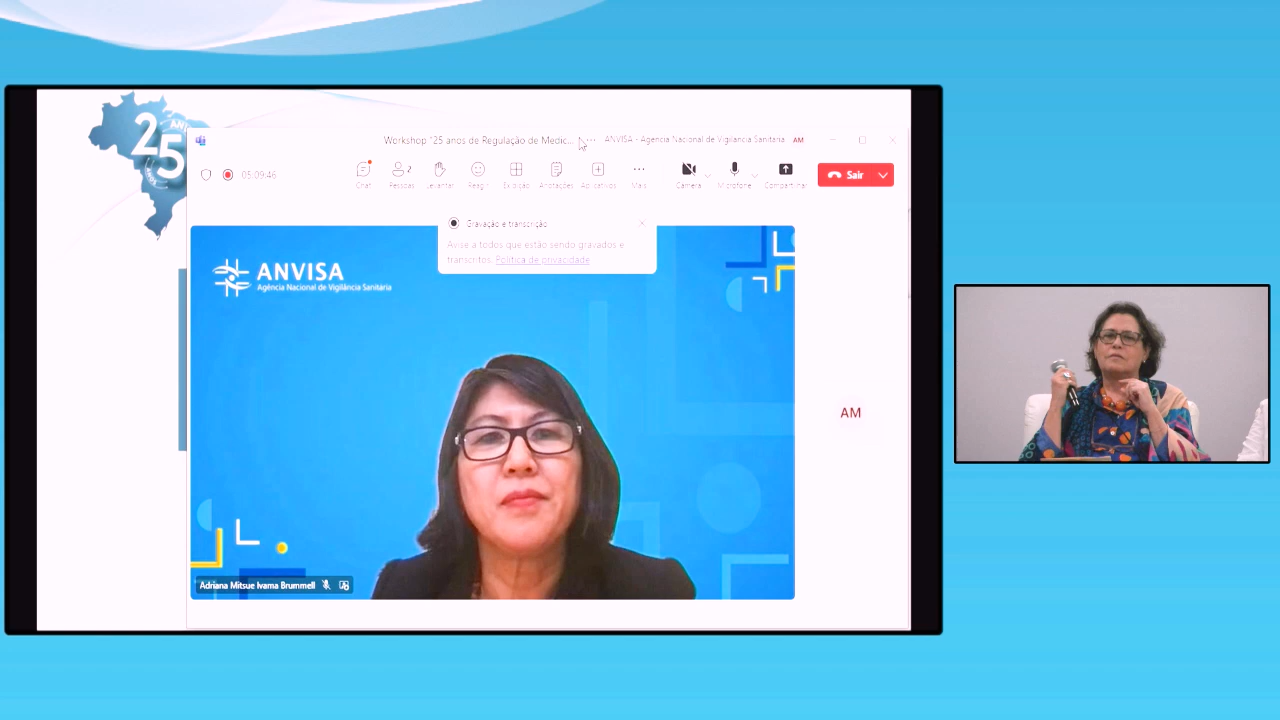 25
AN
Workshop "25 anos de Regulação de Medic... ... ANVISA - Agência Nacional de Vigilância Sanitária AM
05:09:46
Chat Pessoas 2 Levantar Reagir Exibição Anotações Aplicativos Mais Câmera Microfone Compartilhar Sair
Gravação e transcrição
Avise a todos que estão sendo gravados e
transcritos. Política de privacidade
ANVISA
Agência Nacional de Vigilância Sanitária
AM
Adriana Mitsue Ivama Brummell